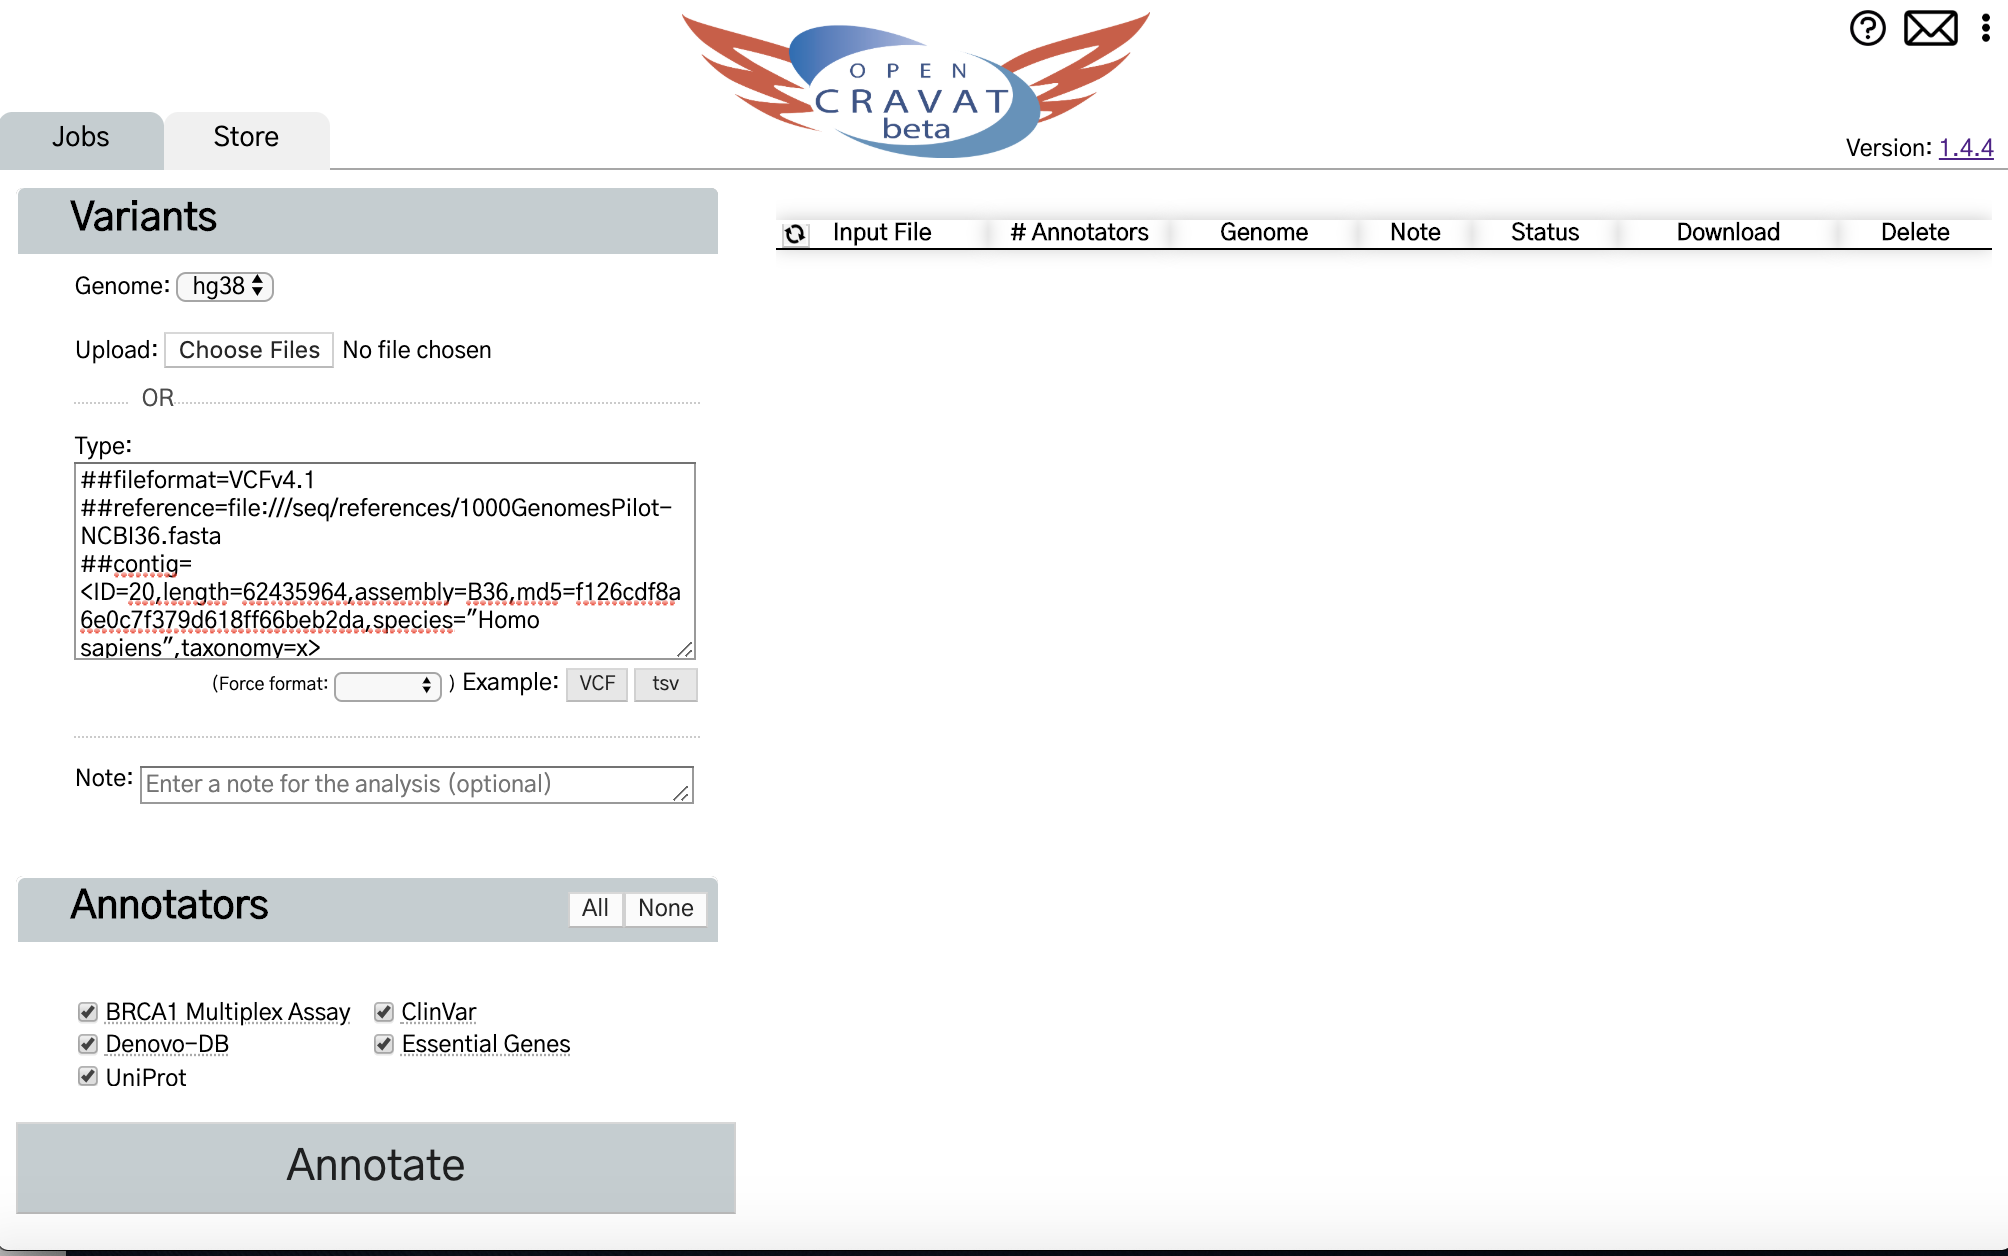 OPEN
CRAVAT
beta
Jobs
Store
Version: 1.4.4
Variants
Genome: hg38
Upload: Choose Files No file chosen
OR
Type:
##fileformat=VCFv4.1
##reference=file:///seq/references/1000GenomesPilot-
NCBI36.fasta
##contig=
<ID=20,length=62435964,assembly=B36,md5=f126cdf8a
6e0c7f379d618ff66beb2da,species="Homo
sapiens",taxonomy=x>
(Force format: ) Example: VCF tsv
Note: Enter a note for the analysis (optional)
Annotators
All None
BRCA1 Multiplex Assay ClinVar
Denovo-DB Essential Genes
UniProt
Annotate
Input File # Annotators Genome Note Status Download Delete